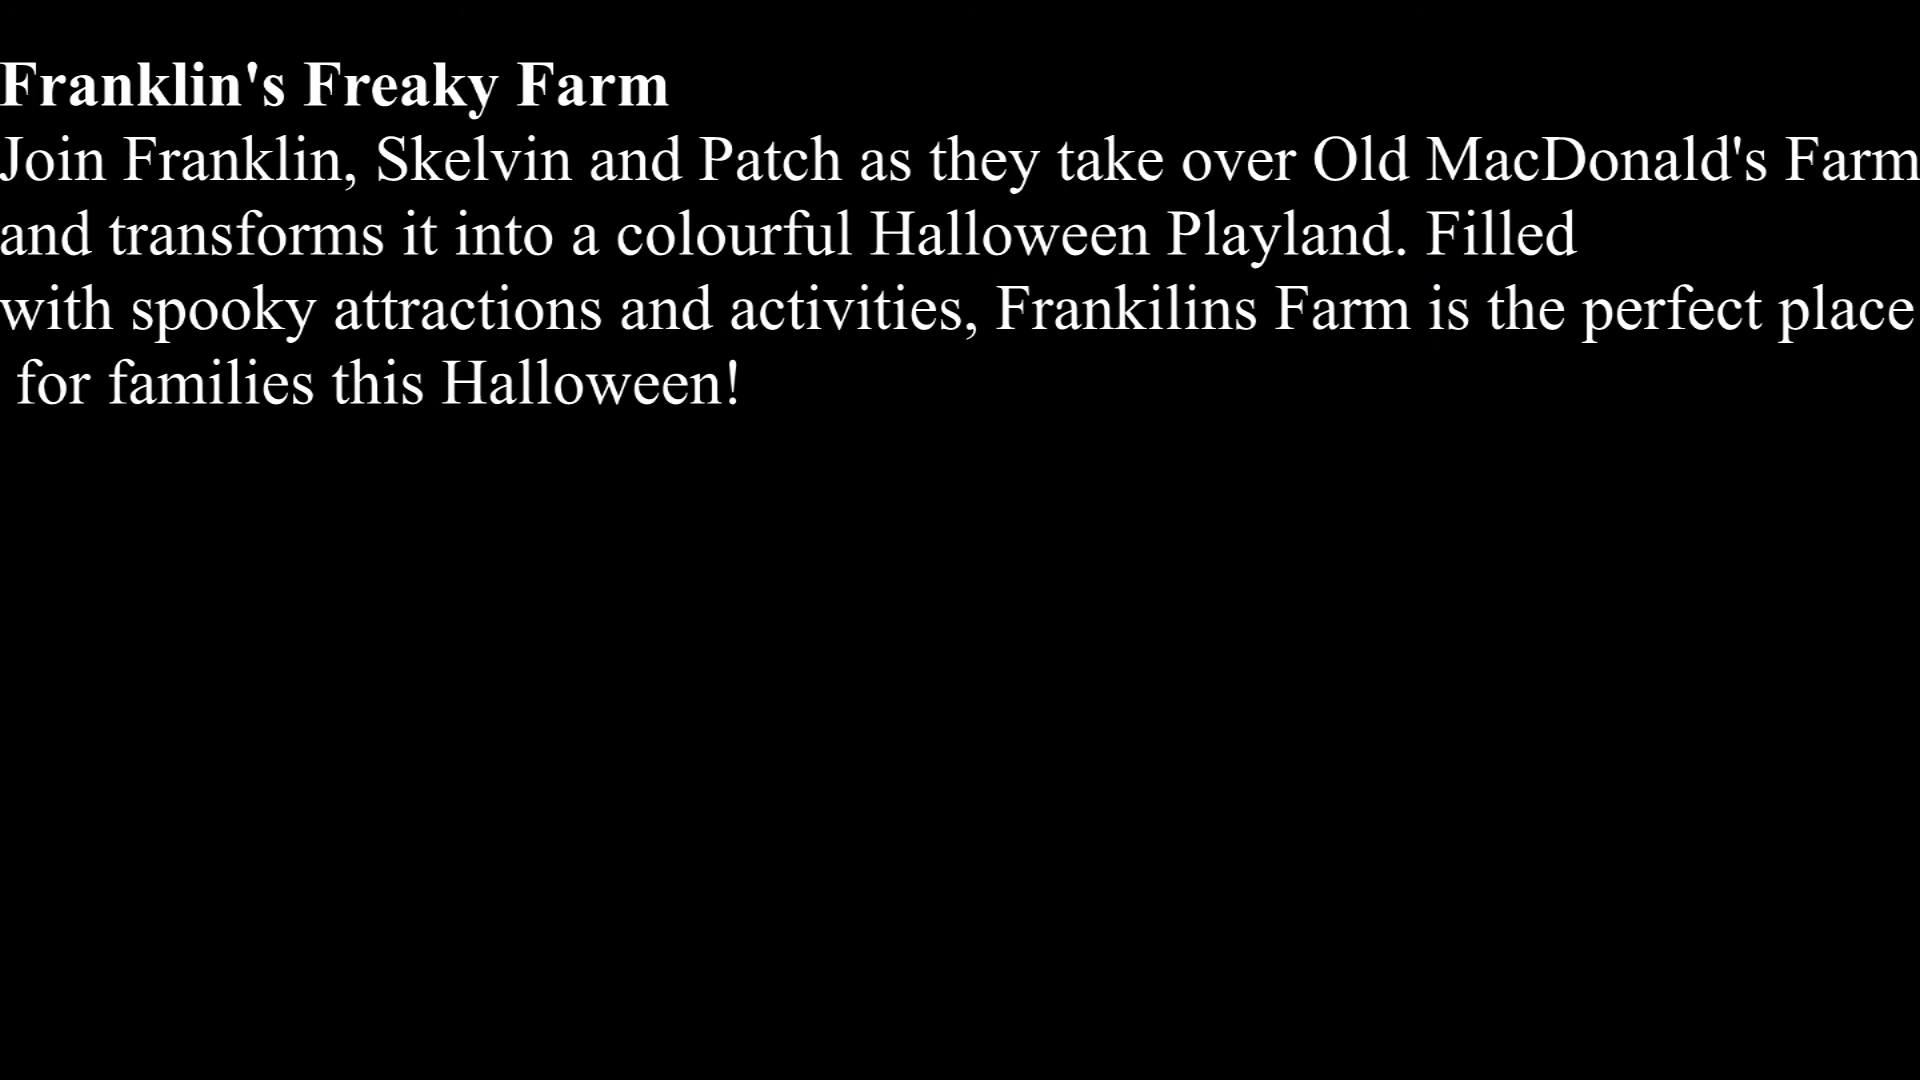 Franklin's Freaky Farm
Join Franklin, Skelvin and Patch as they take over Old MacDonald's Farm
and transforms it into a colourful Halloween Playland. Filled
with spooky attractions and activities, Frankilins Farm is the perfect place
for families this Halloween!